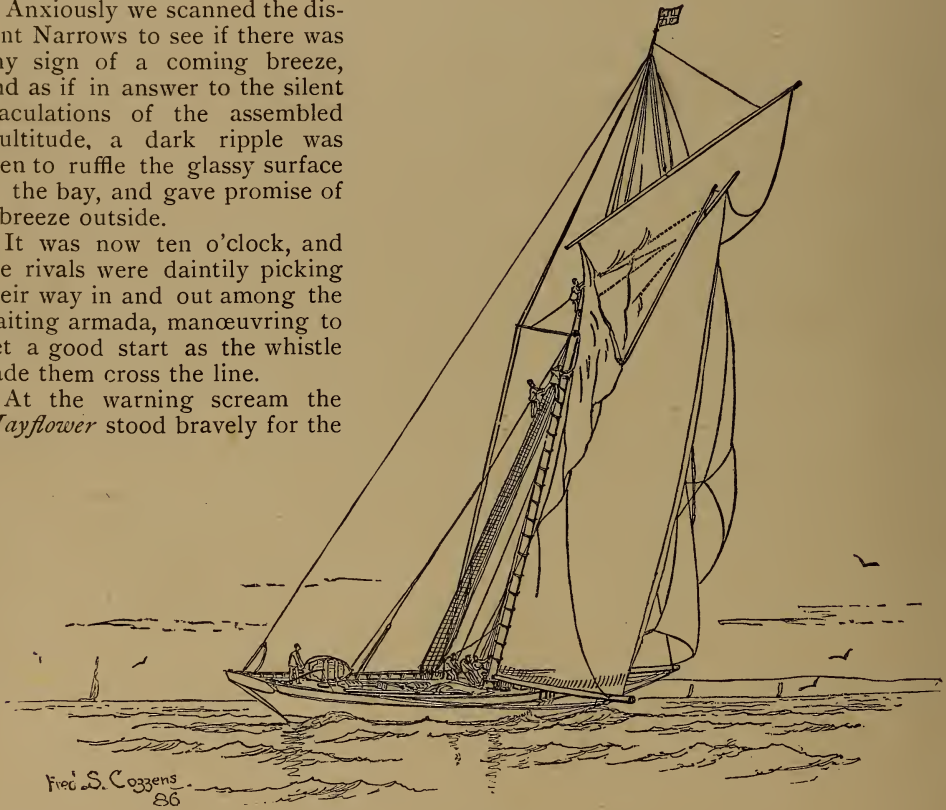 Anxiously we scanned the dis-
nt Narrows to see if there was
ny sign of a coming breeze,
nd as if in answer to the silent
aculations of the assembled
ultitude, a dark ripple was
en to ruffle the glassy surface
the bay, and gave promise of
breeze outside.
It was now ten o'clock, and
e rivals were daintily picking
eir way in and out among the
aiting armada, manœuvring to
et a good start as the whistle
ade them cross the line.
At the warning scream the
ayflower stood bravely for the
Fred. S. Cozzens
86